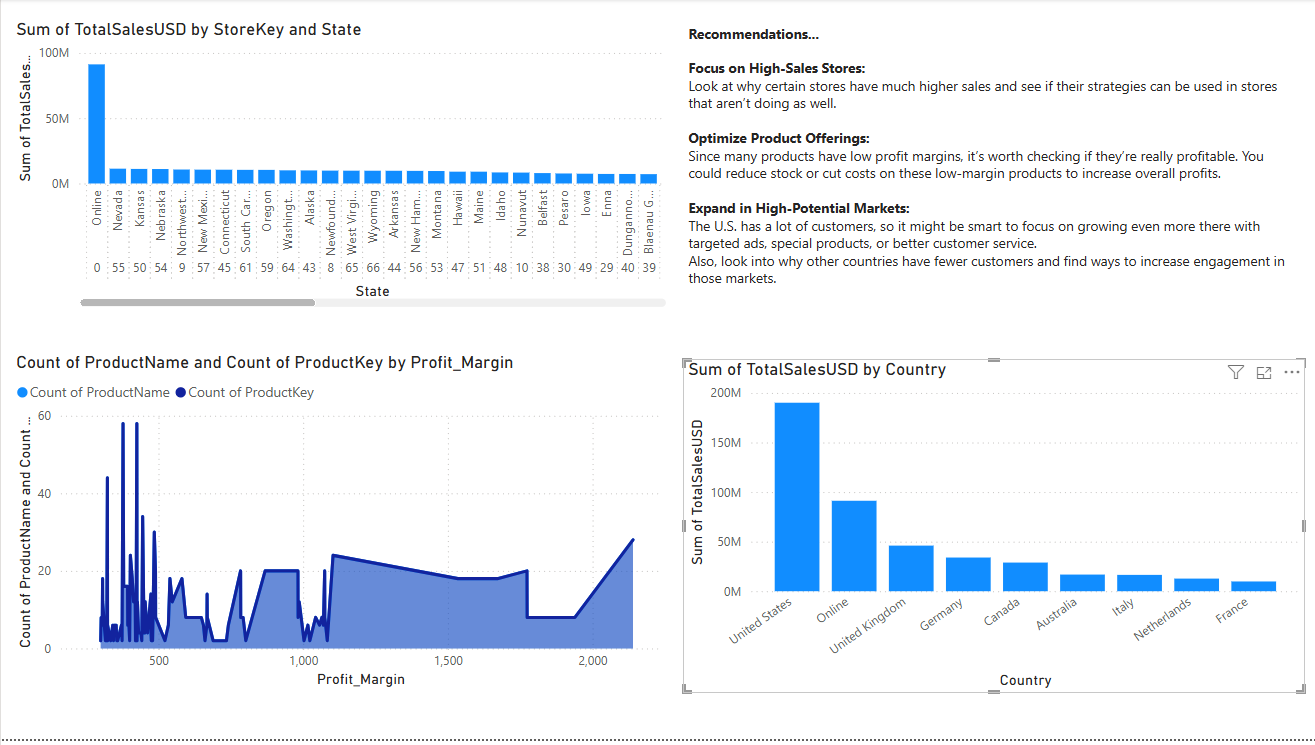 Sum of TotalSalesUSD by StoreKey and State
Sum of TotalSales...
100M
50M
0M
Online
Nevada
Kansas
Nebraska
Northwest...
New Mexi...
Connecticut
South Car...
Oregon
Washingt...
Alaska
Newfound...
West Virgi...
Wyoming
Arkansas
New Ham...
Montana
Hawaii
Maine
Idaho
Nunavut
Belfast
Pesaro
Iowa
Enna
Dunganno...
Blaenau G...
0 55 50 54 9 57 45 61 59 64 43 8 65 66 44 56 53 47 51 48 10 38 30 49 29 40 39
State
Recommendations...
Focus on High-Sales Stores:
Look at why certain stores have much higher sales and see if their strategies can be used in stores
that aren't doing as well.
Optimize Product Offerings:
Since many products have low profit margins, it's worth checking if they're really profitable. You
could reduce stock or cut costs on these low-margin products to increase overall profits.
Expand in High-Potential Markets:
The U.S. has a lot of customers, so it might be smart to focus on growing even more there with
targeted ads, special products, or better customer service.
Also, look into why other countries have fewer customers and find ways to increase engagement in
those markets.
Count of ProductName and Count of ProductKey by Profit_Margin
Count of ProductName Count of ProductKey
Count of ProductName and Count ...
60
40
20
0
500 1,000 1,500 2,000
Profit_Margin
Sum of TotalSalesUSD by Country
Sum of TotalSalesUSD
200M
150M
100M
50M
0M
United States
Online
United Kingdom
Germany
Canada
Australia
Italy
Netherlands
France
Country